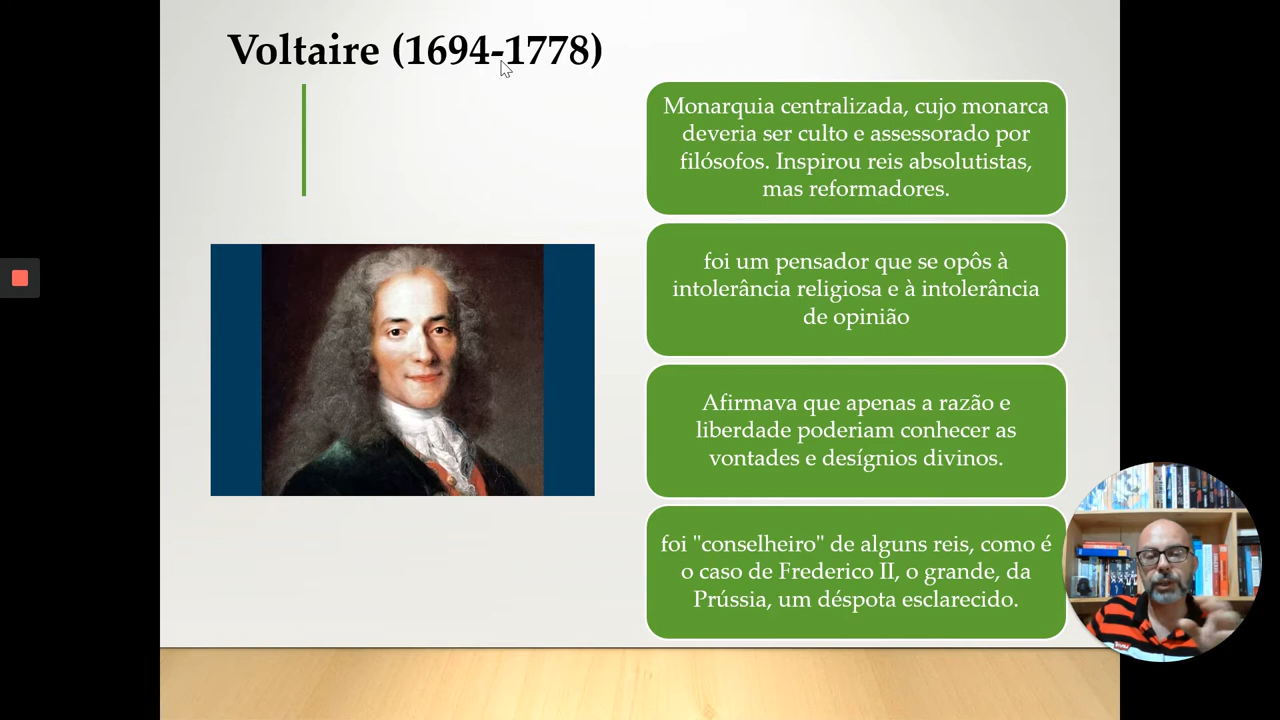 Voltaire (1694-1778)
Monarquia centralizada, cujo monarca
deveria ser culto e assessorado por
filósofos. Inspirou reis absolutistas,
mas reformadores.
foi um pensador que se opôs à
intolerância religiosa e à intolerância
de opinião
Afirmava que apenas a razão e
liberdade poderiam conhecer as
vontades e desígnios divinos.
foi "conselheiro" de alguns reis, como é
o caso de Frederico II, o grande, da
Prússia, um déspota esclarecido.